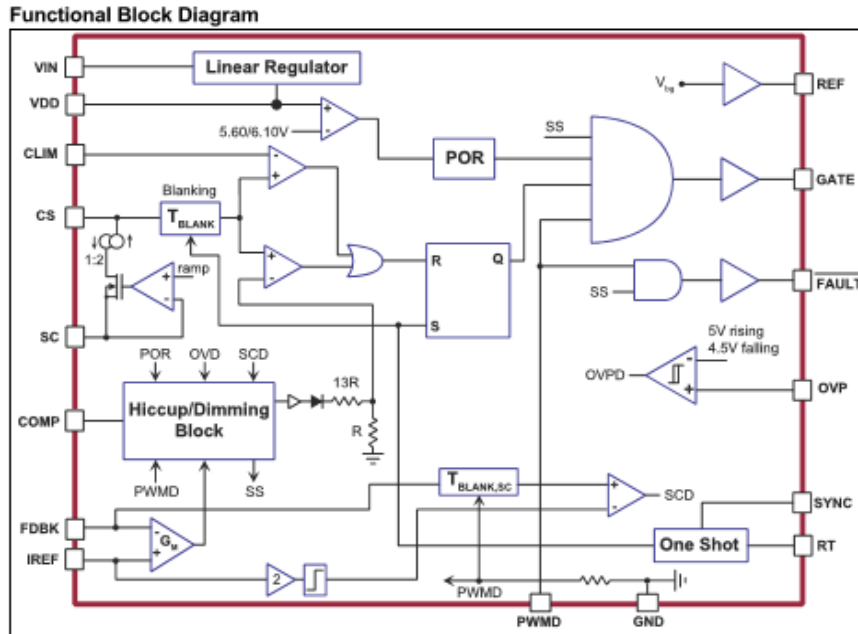 Functional Block Diagram
VIN
Linear Regulator
VDD
5.60/6.10V
+
-
POR
Vbg
REF
SS
CLIM
-
+
GATE
Blanking
CS
TBLANK
1:2
ramp
+
-
+
-
R
Q
S
SS
FAULT
SC
5V rising
4.5V falling
OVPD
-
+
OVP
POR
OVD
SCD
13R
R
COMP
Hiccup/Dimming
Block
PWMD
SS
TBLANK,SC
+
-
SCD
SYNC
FDBK
-
GM
+
IREF
2
One Shot
RT
PWMD
PWMD
GND